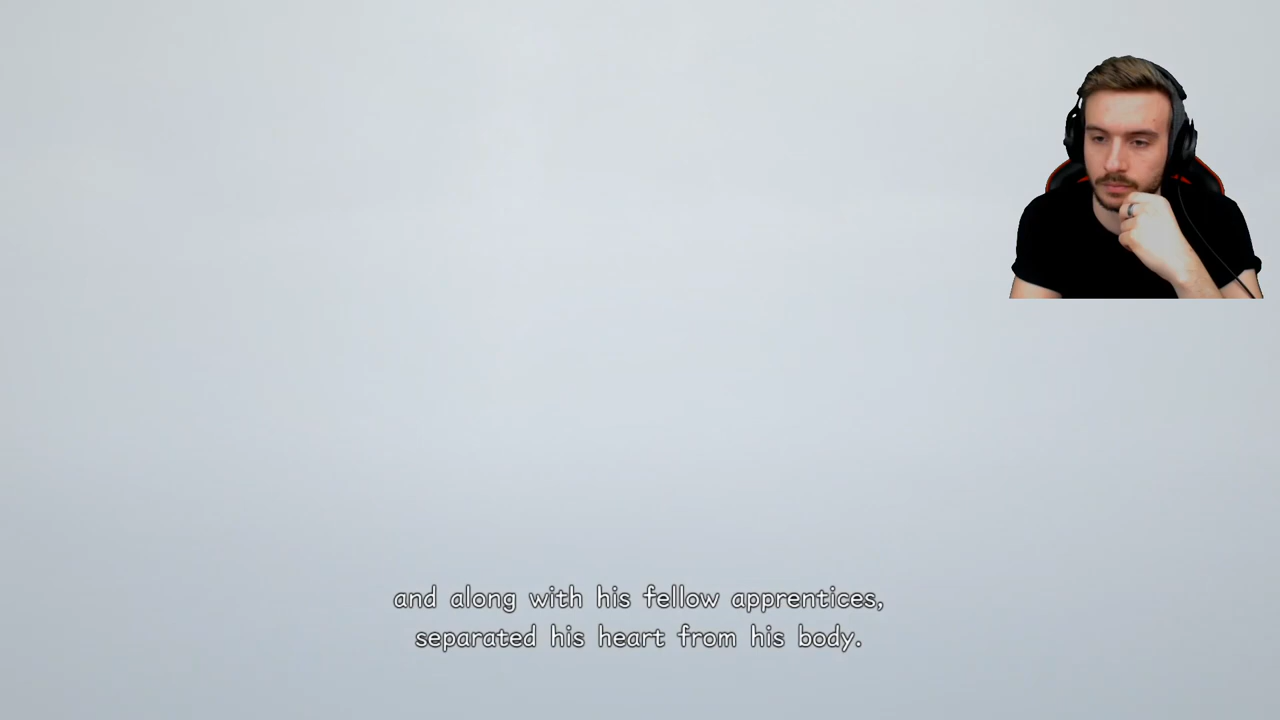 and along with his fellow apprentices,
separated his heart from his body.